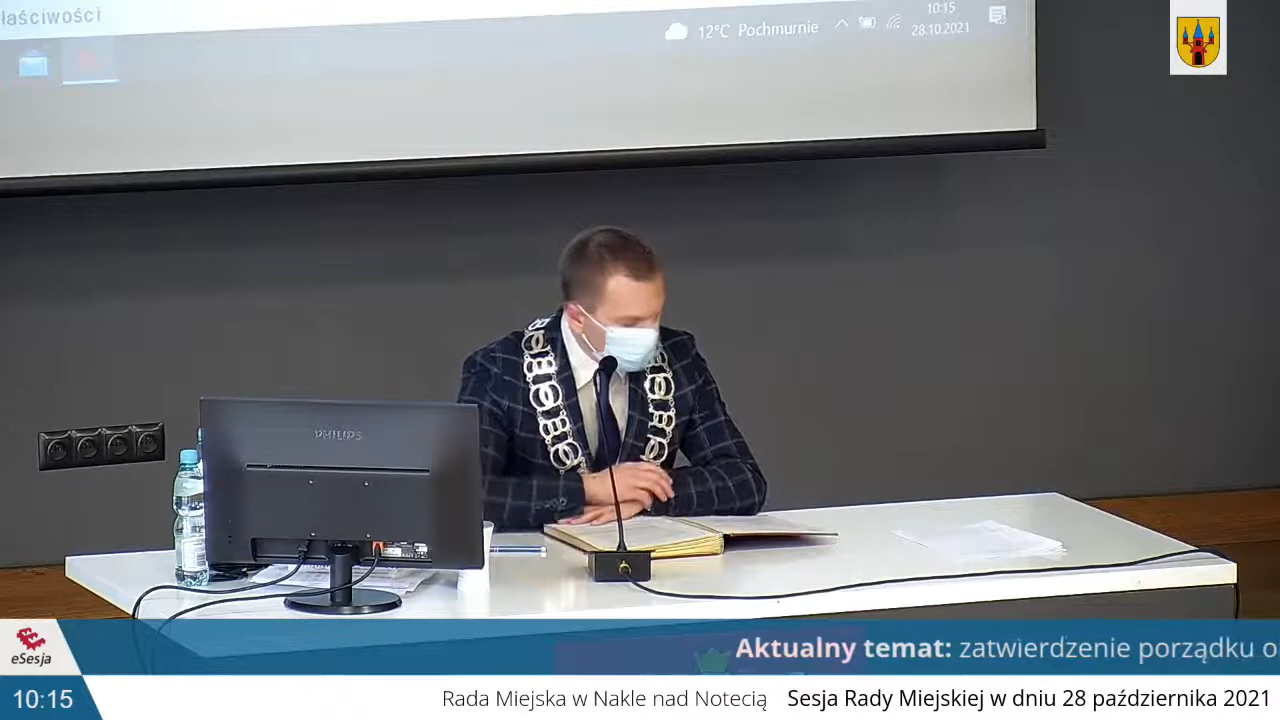 łaściwości
12°C Pochmurnie
10:15
28.10.2021
PHILIPS
Aktualny temat: zatwierdzenie porządku o
eSesja
10:15
Rada Miejska w Nakle nad Notecią Sesja Rady Miejskiej w dniu 28 października 2021